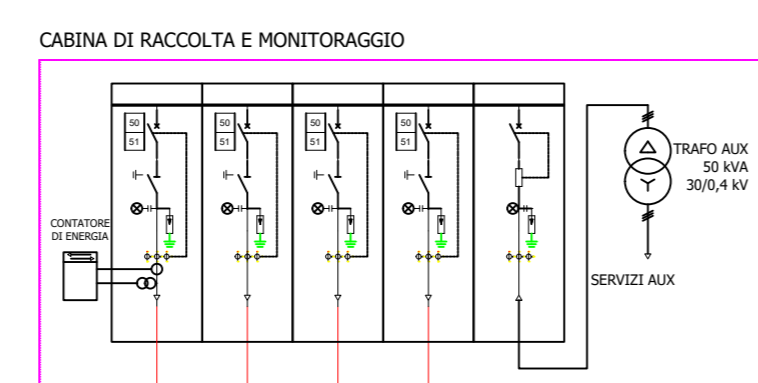 CABINA DI RACCOLTA E MONITORAGGIO
50
51
50
51
50
51
50
51
TRAFO AUX
50 kVA
30/0,4 kV
CONTATORE
DI ENERGIA
SERVIZI AUX